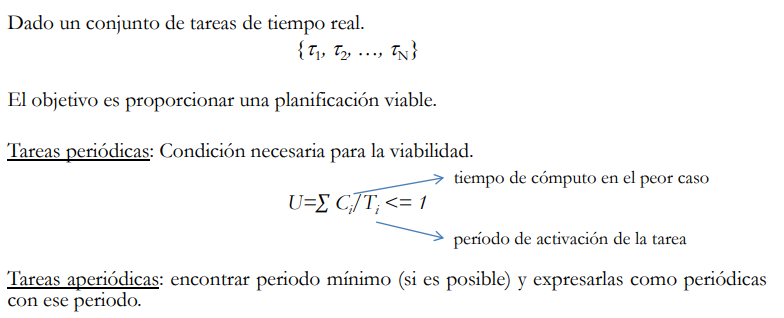 Dado un conjunto de tareas de tiempo real.
{τ1, τ2, …, τN}
El objetivo es proporcionar una planificación viable.
Tareas periódicas: Condición necesaria para la viabilidad.
tiempo de cómputo en el peor caso
U=∑ Ci/Ti <= 1
período de activación de la tarea
Tareas aperiódicas: encontrar periodo mínimo (si es posible) y expresarlas como periódicas
con ese periodo.